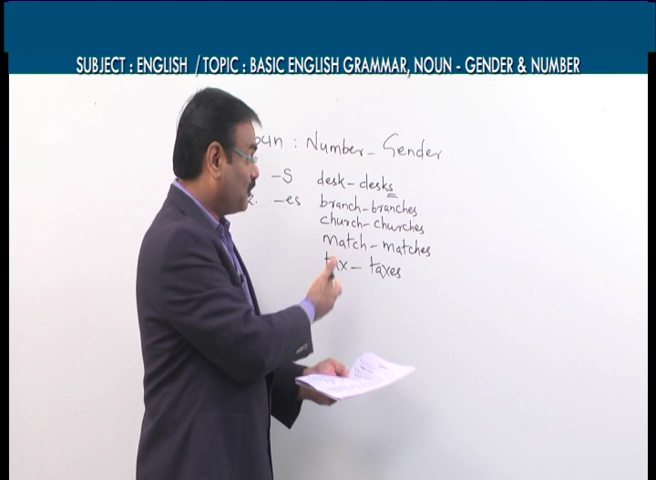 SUBJECT : ENGLISH / TOPIC : BASIC ENGLISH GRAMMAR, NOUN - GENDER & NUMBER
: Number - Gender
-s desk - desks
-es branch - branches
church - churches
match - matches
tax - taxes